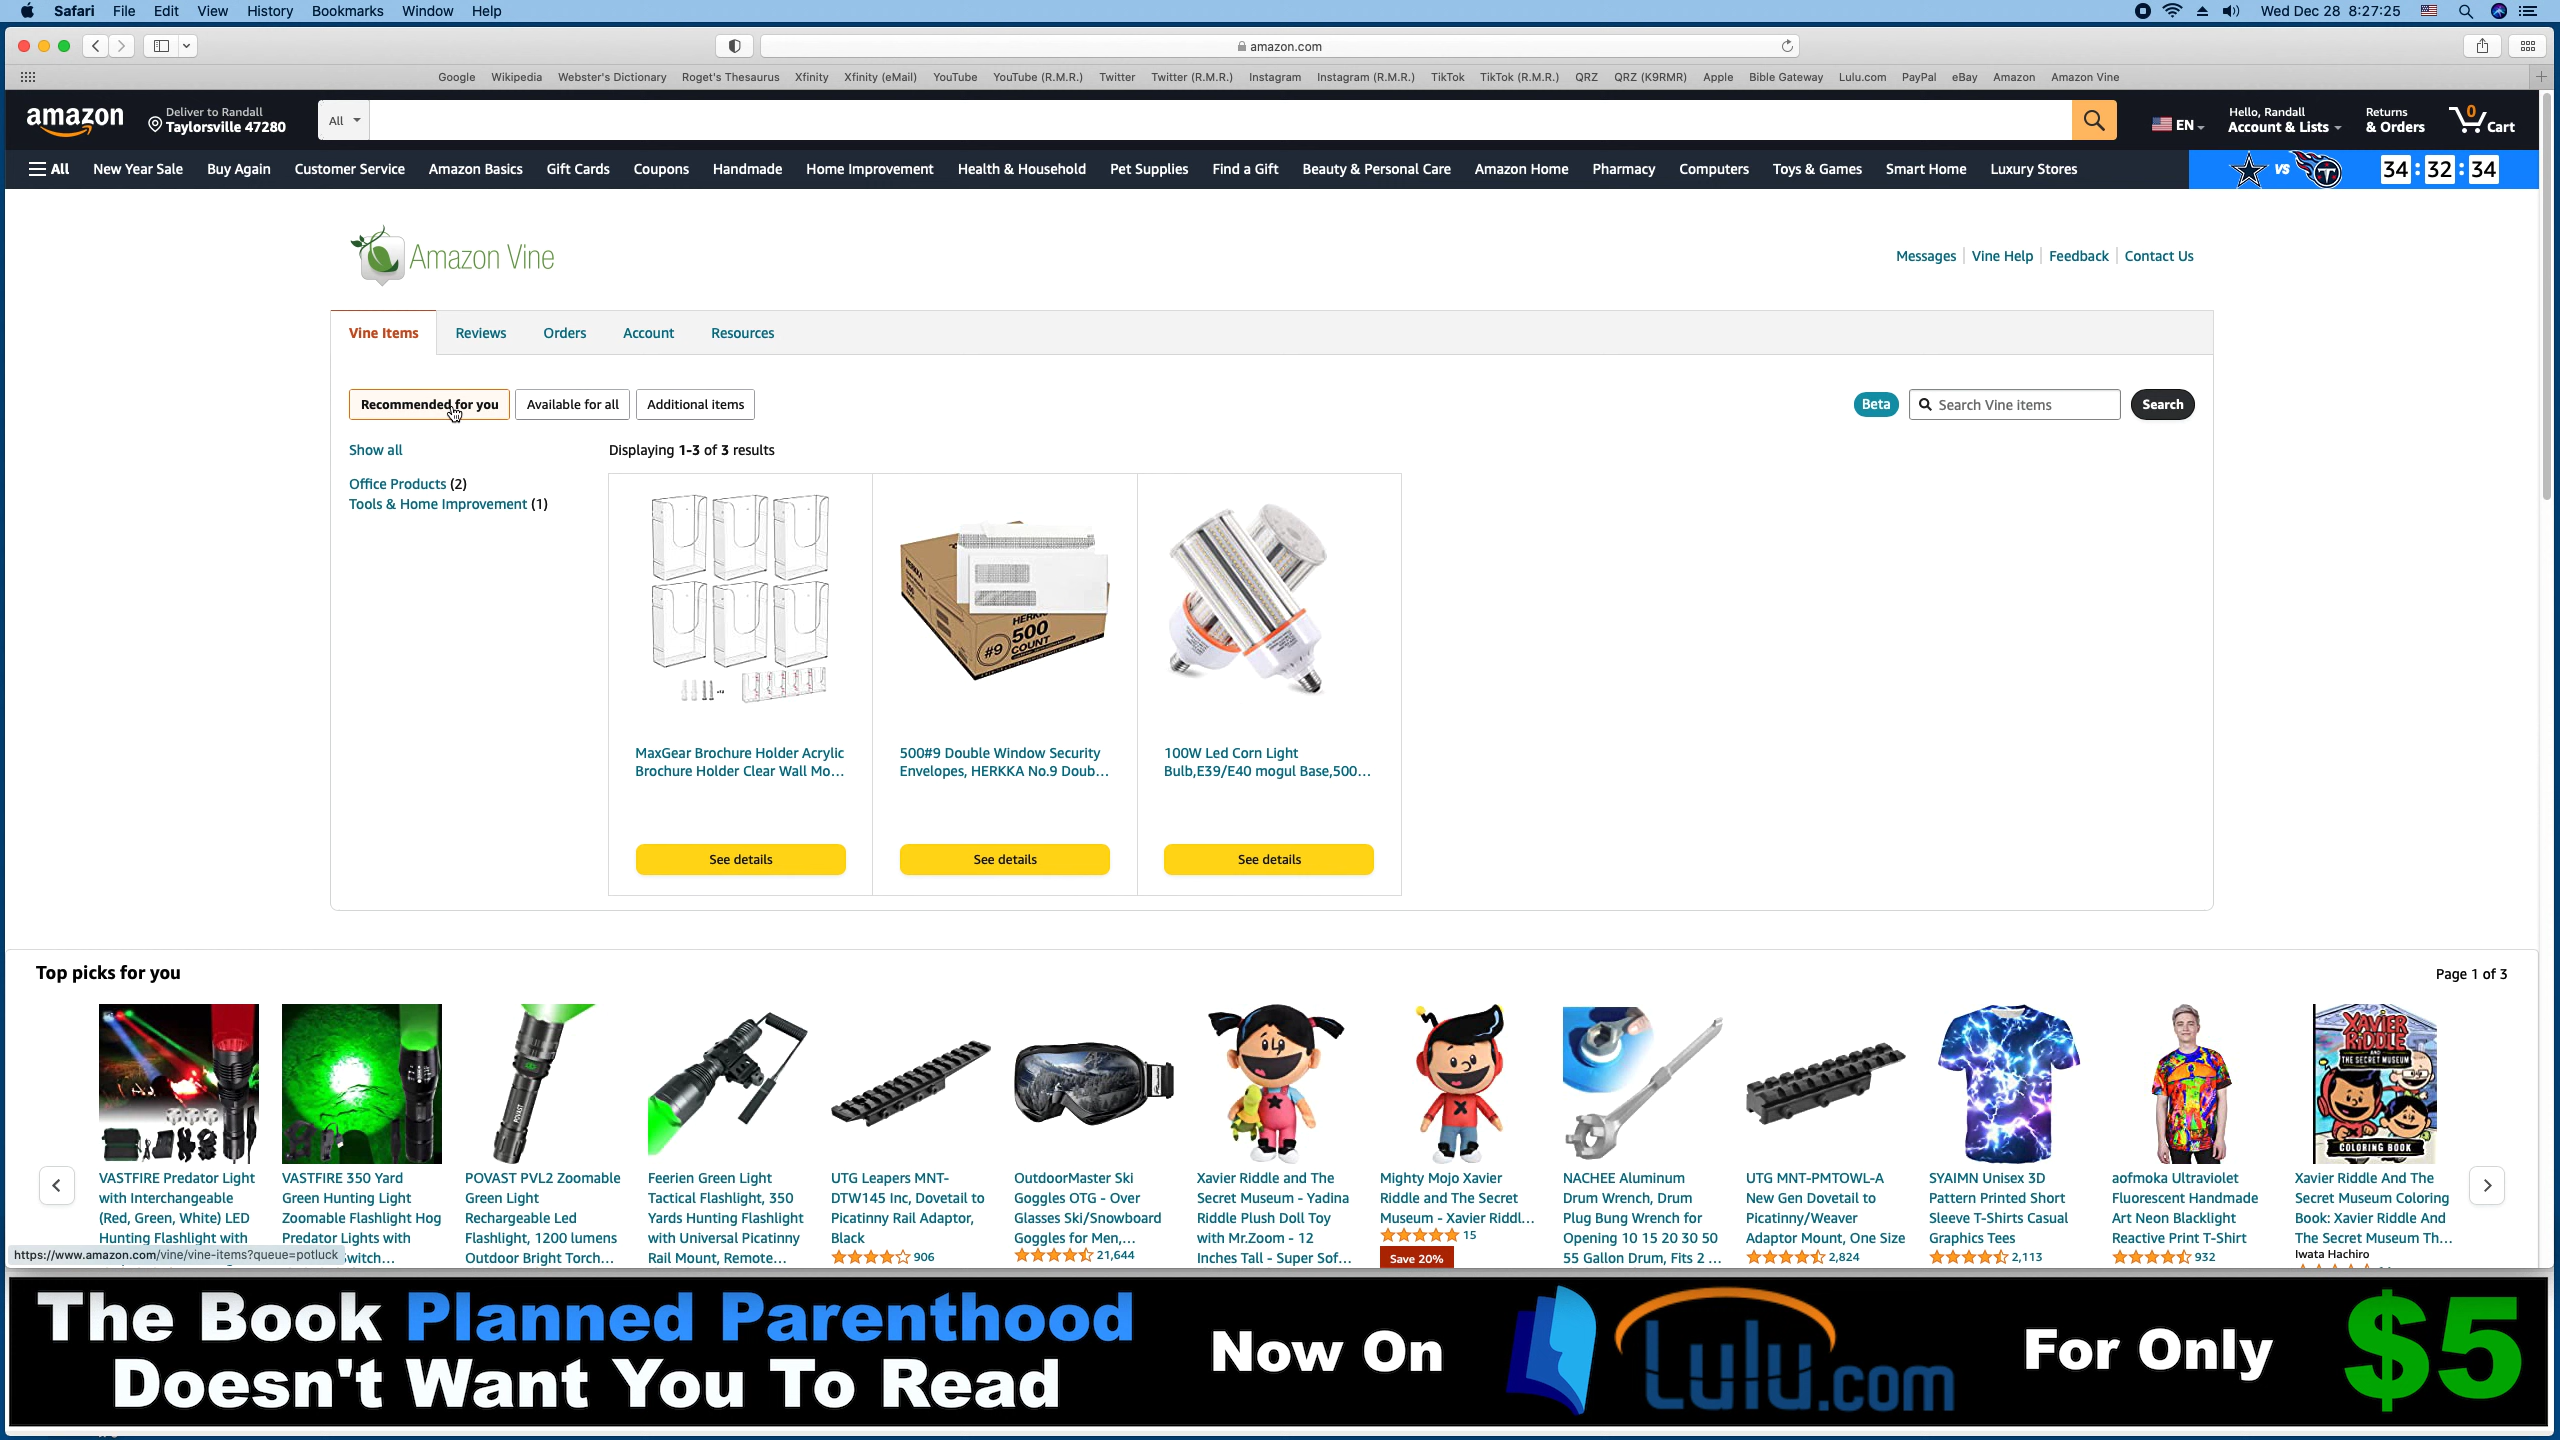 Safari File Edit View History Bookmarks Window Help
Wed Dec 28 8:27:25
amazon.com
Google Wikipedia Webster's Dictionary Roget's Thesaurus Xfinity Xfinity (eMail) YouTube YouTube (R.M.R.) Twitter Twitter (R.M.R.) Instagram Instagram (R.M.R.) TikTok TikTok (R.M.R.) QRZ QRZ (K9RMR) Apple Bible Gateway Lulu.com PayPal eBay Amazon Amazon Vine
amazon
Deliver to Randall
Taylorsville 47280
All
EN
Hello, Randall
Account & Lists
Returns
& Orders
0
Cart
All New Year Sale Buy Again Customer Service Amazon Basics Gift Cards Coupons Handmade Home Improvement Health & Household Pet Supplies Find a Gift Beauty & Personal Care Amazon Home Pharmacy Computers Toys & Games Smart Home Luxury Stores
VS
34:32:34
Amazon Vine
Messages Vine Help Feedback Contact Us
Vine Items Reviews Orders Account Resources
Recommended for you Available for all Additional items
Beta Search Vine items Search
Show all
Office Products (2)
Tools & Home Improvement (1)
Displaying 1-3 of 3 results
HERKKA
500
COUNT
#9
MaxGear Brochure Holder Acrylic
Brochure Holder Clear Wall Mo...
See details
500#9 Double Window Security
Envelopes, HERKKA No.9 Doub...
See details
100W Led Corn Light
Bulb,E39/E40 mogul Base,500...
See details
Top picks for you
Page 1 of 3
VASTFIRE Predator Light
with Interchangeable
(Red, Green, White) LED
Hunting Flashlight with
VASTFIRE 350 Yard
Green Hunting Light
Zoomable Flashlight Hog
Predator Lights with
switch...
POVAST
POVAST PVL2 Zoomable
Green Light
Rechargeable Led
Flashlight, 1200 lumens
Outdoor Bright Torch...
Feerien Green Light
Tactical Flashlight, 350
Yards Hunting Flashlight
with Universal Picatinny
Rail Mount, Remote...
UTG Leapers MNT-
DTW145 Inc, Dovetail to
Picatinny Rail Adaptor,
Black
906
OutdoorMaster Ski
Goggles OTG - Over
Glasses Ski/Snowboard
Goggles for Men,...
21,644
Xavier Riddle and The
Secret Museum - Yadina
Riddle Plush Doll Toy
with Mr.Zoom - 12
Inches Tall - Super Sof...
Mighty Mojo Xavier
Riddle and The Secret
Museum - Xavier Riddl...
15
Save 20%
NACHEE Aluminum
Drum Wrench, Drum
Plug Bung Wrench for
Opening 10 15 20 30 50
55 Gallon Drum, Fits 2 ...
UTG MNT-PMTOWL-A
New Gen Dovetail to
Picatinny/Weaver
Adaptor Mount, One Size
2,824
SYAIMN Unisex 3D
Pattern Printed Short
Sleeve T-Shirts Casual
Graphics Tees
2,113
aofmoka Ultraviolet
Fluorescent Handmade
Art Neon Blacklight
Reactive Print T-Shirt
932
XAVIER
RIDDLE
AND
THE SECRET MUSEUM
COLORING BOOK
Xavier Riddle And The
Secret Museum Coloring
Book: Xavier Riddle And
The Secret Museum Th...
Iwata Hachiro
https://www.amazon.com/vine/vine-items?queue=potluck
The Book Planned Parenthood
Doesn't Want You To Read
Now On
Lulu.com
For Only
$5